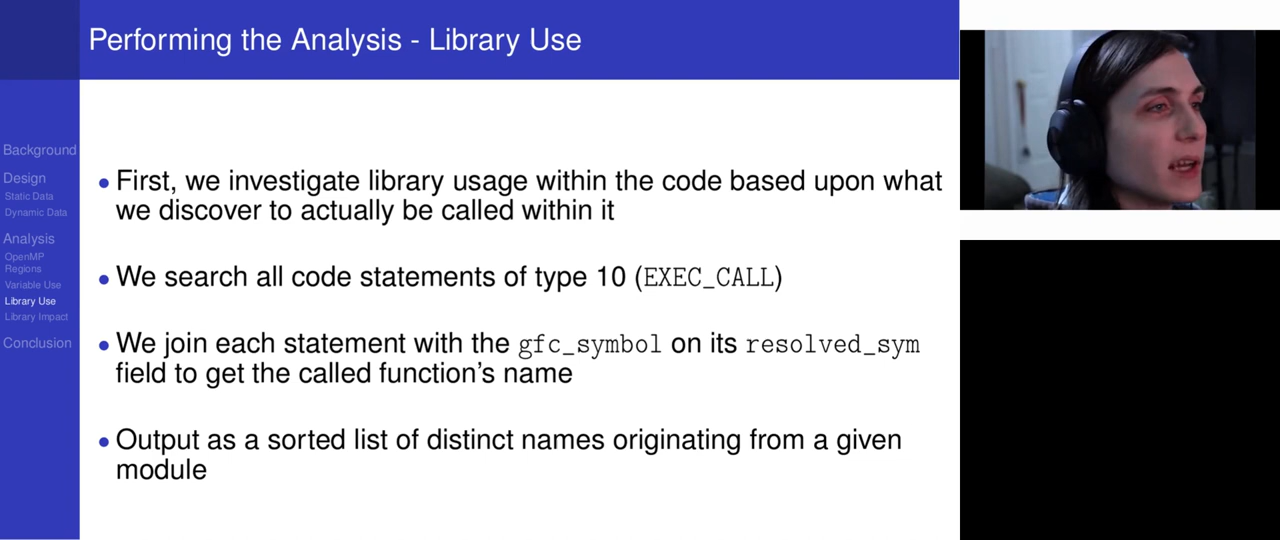 Performing the Analysis - Library Use
Background
Design
Static Data
Dynamic Data
Analysis
OpenMP
Regions
Variable Use
Library Use
Library Impact
Conclusion
• First, we investigate library usage within the code based upon what
we discover to actually be called within it
• We search all code statements of type 10 (EXEC_CALL)
• We join each statement with the gfc_symbol on its resolved_sym
field to get the called function's name
• Output as a sorted list of distinct names originating from a given
module